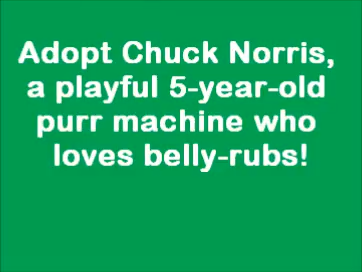 Adopt Chuck Norris,
a playful 5-year-old
purr machine who
loves belly-rubs!